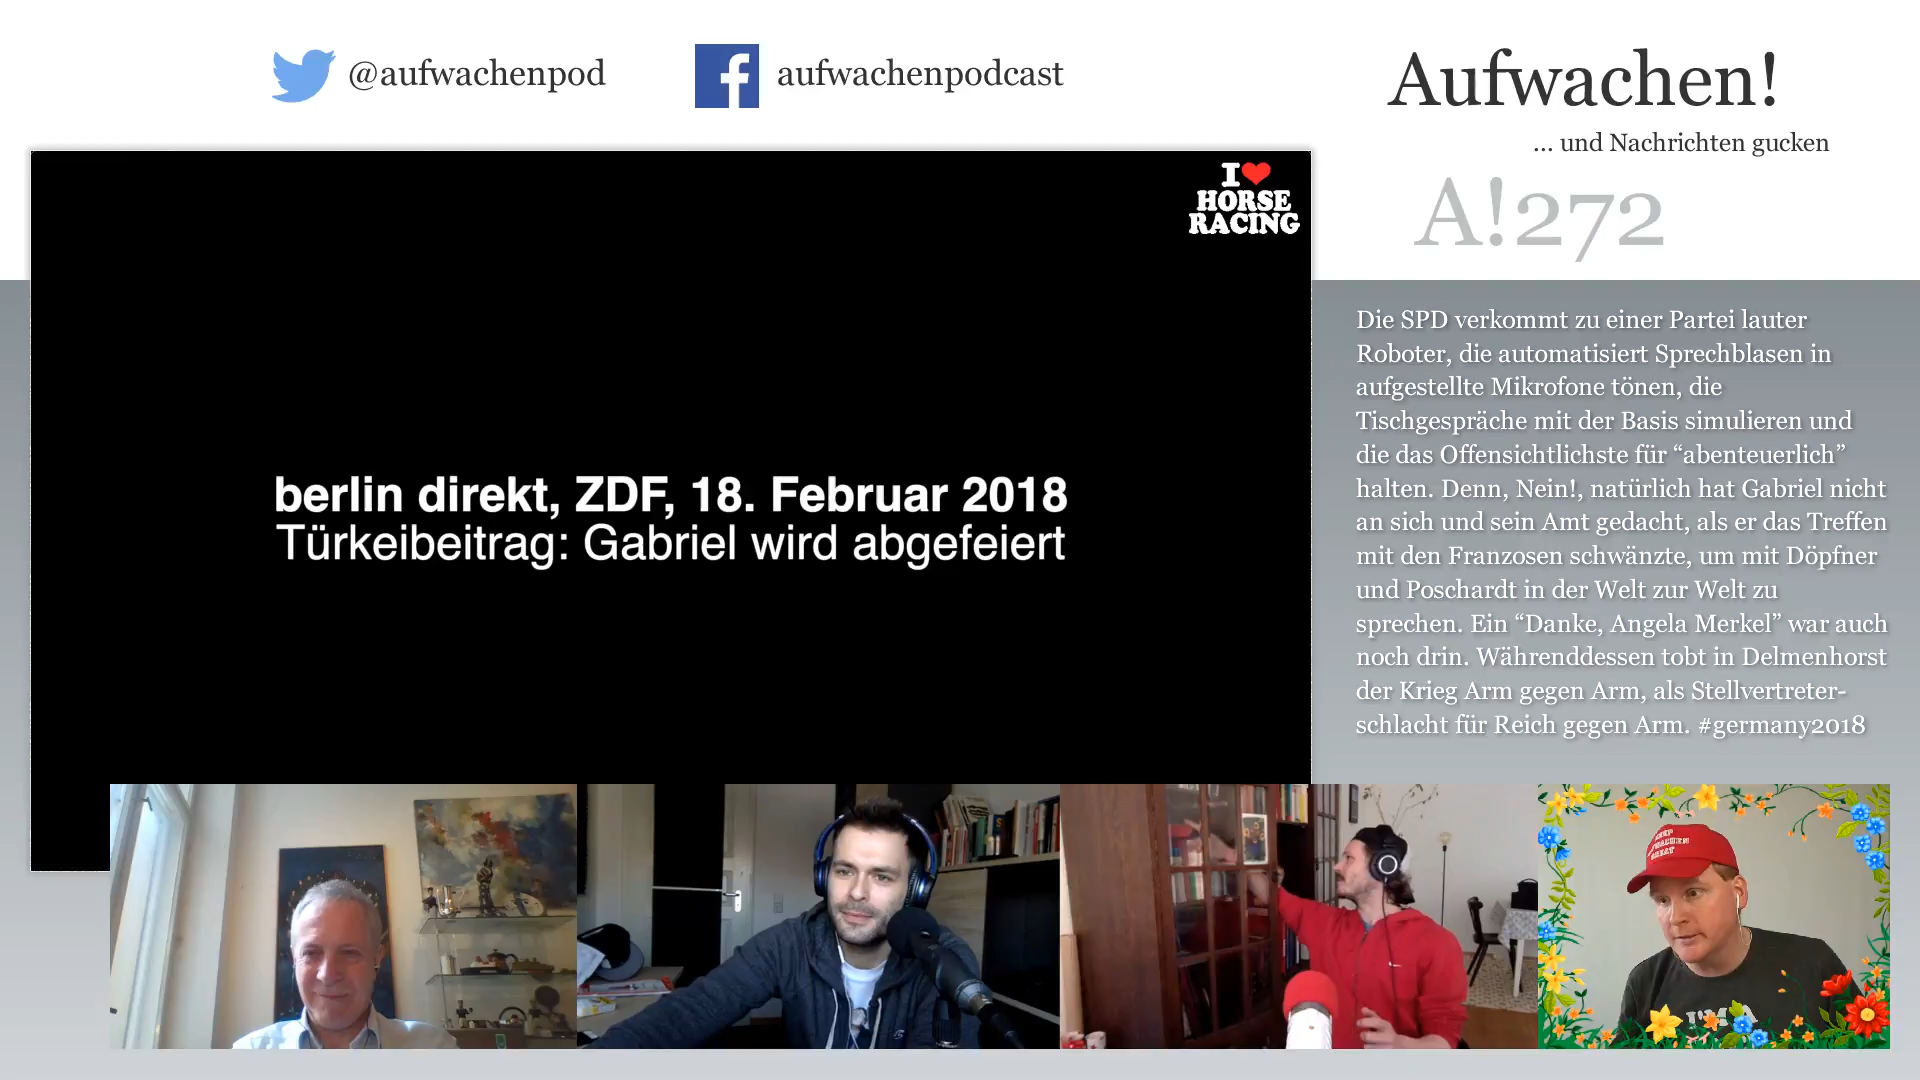 @aufwachenpod
aufwachenpodcast
Aufwachen!
... und Nachrichten gucken
A!272
I
HORSE
RACING
berlin direkt, ZDF, 18. Februar 2018
Türkeibeitrag: Gabriel wird abgefeiert
Die SPD verkommt zu einer Partei lauter
Roboter, die automatisiert Sprechblasen in
aufgestellte Mikrofone tönen, die
Tischgespräche mit der Basis simulieren und
die das Offensichtlichste für “abenteuerlich”
halten. Denn, Nein!, natürlich hat Gabriel nicht
an sich und sein Amt gedacht, als er das Treffen
mit den Franzosen schwänzte, um mit Döpfner
und Poschardt in der Welt zur Welt zu
sprechen. Ein “Danke, Angela Merkel” war auch
noch drin. Währenddessen tobt in Delmenhorst
der Krieg Arm gegen Arm, als Stellvertreter-
schlacht für Reich gegen Arm. #germany2018
KEEP
AUFWACHEN
GREAT
I'M A